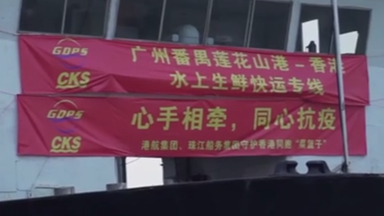 GDPS
CKS
广州番禺莲花山港-香港
水上生鲜快运专线
GDPS
CKS
心手相牵,同心抗疫
港航集团、珠江船务集团守护香港同胞“菜篮子”